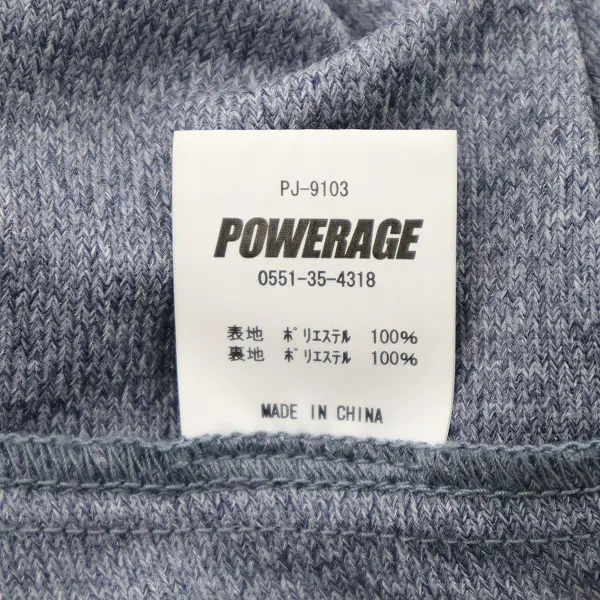 PJ-9103
POWERAGE
0551-35-4318
表地 ﾎﾟﾘｴｽﾃﾙ 100%
裏地 ﾎﾟﾘｴｽﾃﾙ 100%
MADE IN CHINA